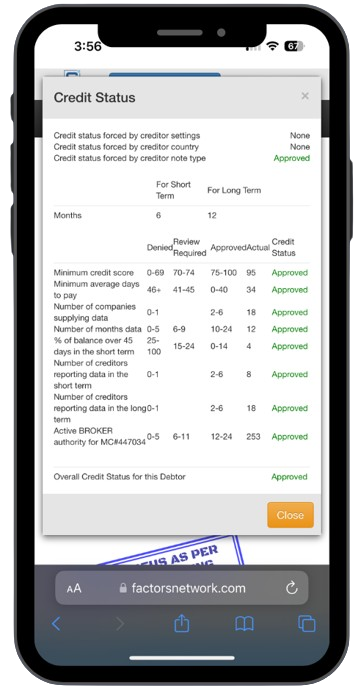 3:56
67
Credit Status ×
Credit status forced by creditor settings None
Credit status forced by creditor country None
Credit status forced by creditor note type Approved
For Short Term For Long Term
Months 6 12
Denied Review Required Approved Actual Credit Status
Minimum credit score 0-69 70-74 75-100 95 Approved
Minimum average days to pay 46+ 41-45 0-40 34 Approved
Number of companies supplying data 0-1 2-6 18 Approved
Number of months data 0-5 6-9 10-24 12 Approved
% of balance over 45 days in the short term 25-100 15-24 0-14 4 Approved
Number of creditors reporting data in the short term 0-1 2-6 8 Approved
Number of creditors reporting data in the long term 0-1 2-6 18 Approved
Active BROKER authority for MC#447034 0-5 6-11 12-24 253 Approved
Overall Credit Status for this Debtor Approved
Close
AS PER
AA factorsnetwork.com